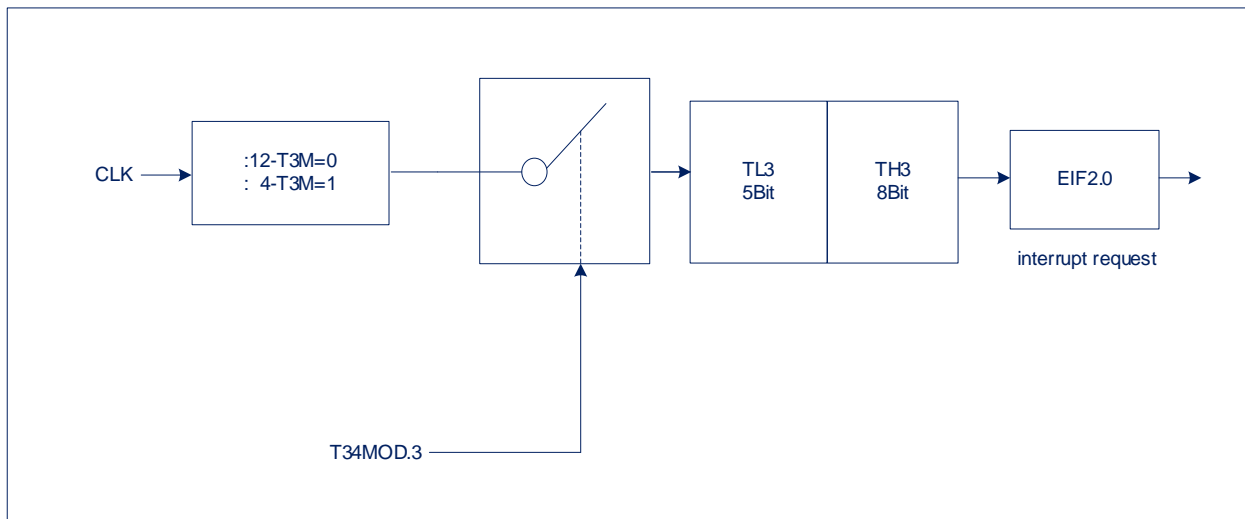 CLK
:12-T3M=0
: 4-T3M=1
TL3
5Bit
TH3
8Bit
EIF2.0
interrupt request
T34MOD.3